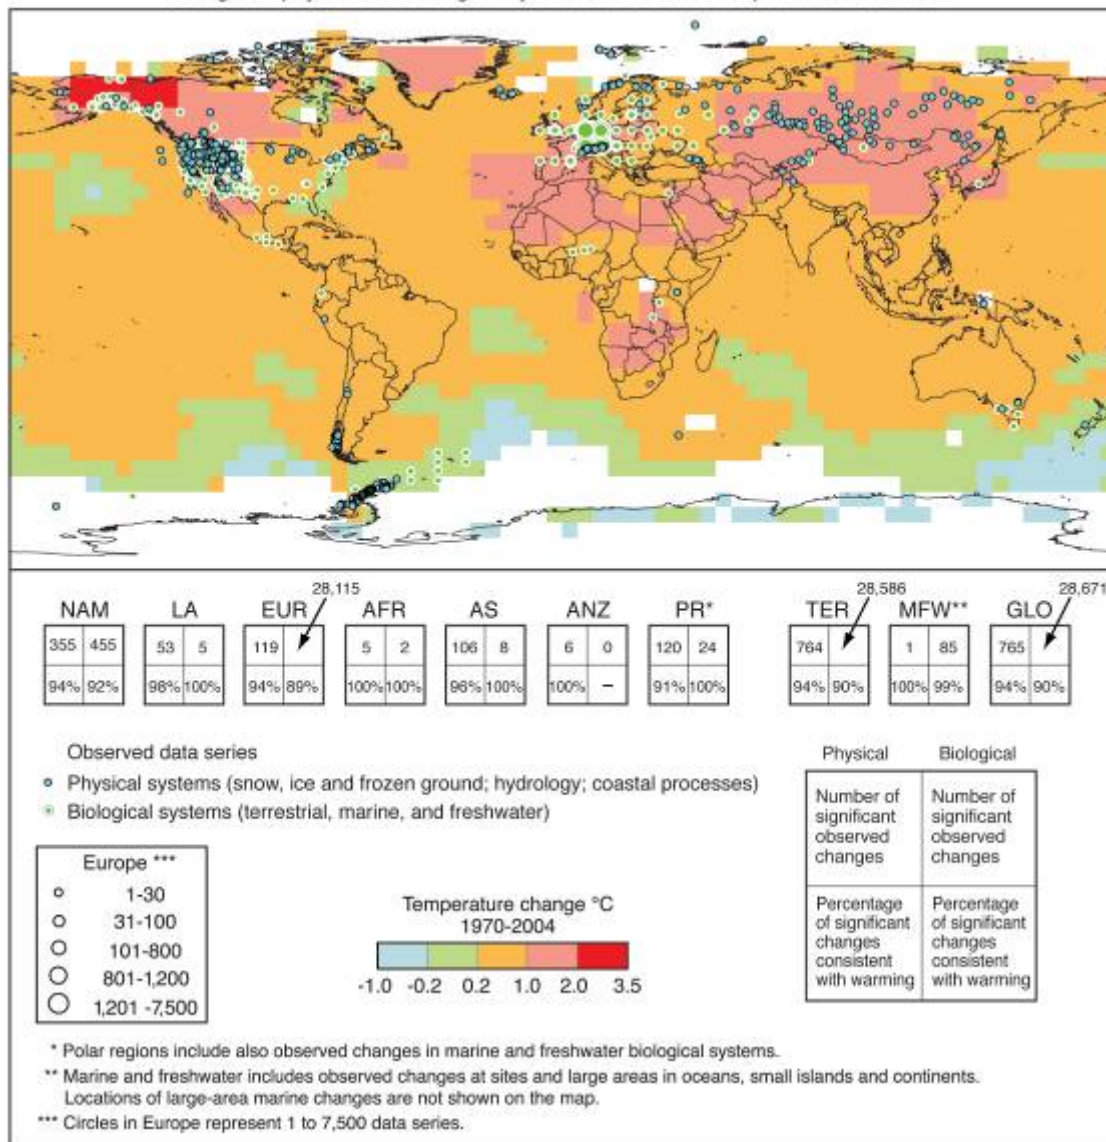 28,115
28,586
28,671
NAM LA EUR AFR AS ANZ PR* TER MFW** GLO
355 455 53 5 119 5 2 106 8 6 0 120 24 764 1 85 765
94% 92% 98% 100% 94% 89% 100% 100% 96% 100% 100% – 91% 100% 94% 90% 100% 99% 94% 90%
Observed data series
Physical systems (snow, ice and frozen ground; hydrology; coastal processes)
Biological systems (terrestrial, marine, and freshwater)
Europe ***
1-30
31-100
101-800
801-1,200
1,201 -7,500
Temperature change °C
1970-2004
-1.0 -0.2 0.2 1.0 2.0 3.5
Physical Biological
Number of
significant
observed
changes
Number of
significant
observed
changes
Percentage
of significant
changes
consistent
with warming
Percentage
of significant
changes
consistent
with warming
* Polar regions include also observed changes in marine and freshwater biological systems.
** Marine and freshwater includes observed changes at sites and large areas in oceans, small islands and continents.
Locations of large-area marine changes are not shown on the map.
*** Circles in Europe represent 1 to 7,500 data series.